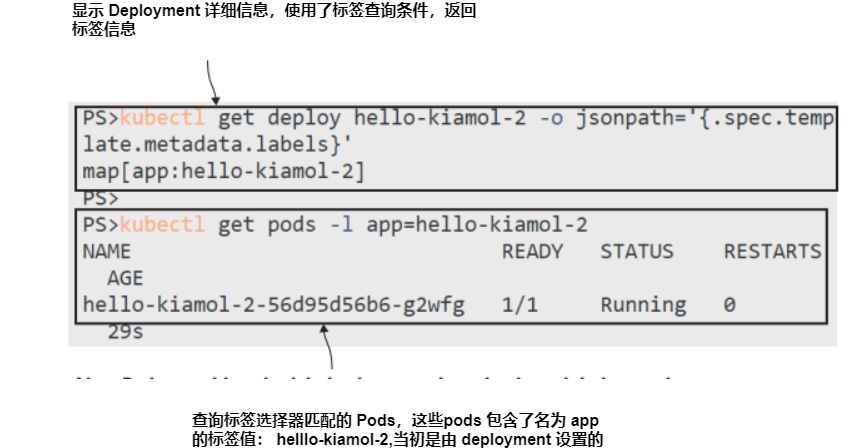 显示 Deployment 详细信息，使用了标签查询条件，返回
标签信息
PS>kubectl get deploy hello-kiamol-2 -o jsonpath='{.spec.temp
late.metadata.labels}'
map[app:hello-kiamol-2]
PS>
PS>kubectl get pods -l app=hello-kiamol-2
NAME READY STATUS RESTARTS
AGE
hello-kiamol-2-56d95d56b6-g2wfg 1/1 Running 0
29s
查询标签选择器匹配的 Pods，这些pods 包含了名为 app
的标签值： helllo-kiamol-2,当初是由 deployment 设置的